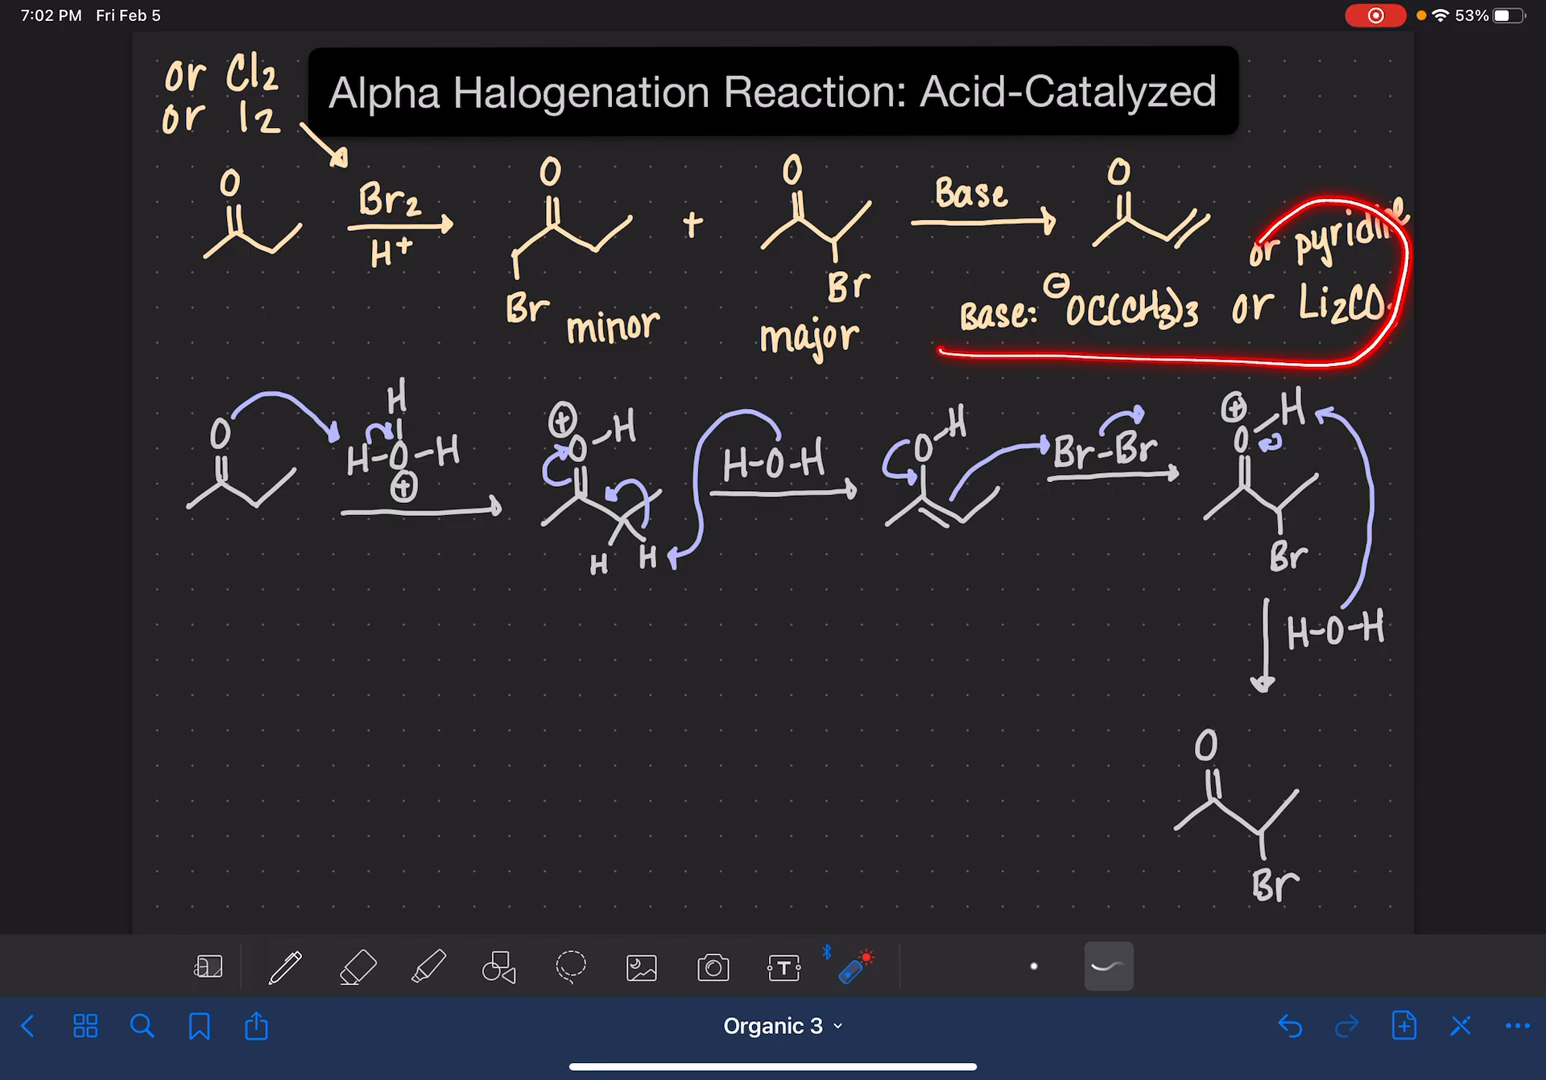 7:02 PM Fri Feb 5
53%
or Cl2
or I2
Alpha Halogenation Reaction: Acid-Catalyzed
O
Br2
H+
O
Br
minor
+
O
Br
major
Base
O
or pyridine
Base: ⊖OC(CH3)3 or Li2CO
O
H
H-O-H
⊕
⊕
O-H
H
H
H-O-H
O-H
Br-Br
⊕
O-H
Br
H-O-H
O
Br
T
Organic 3